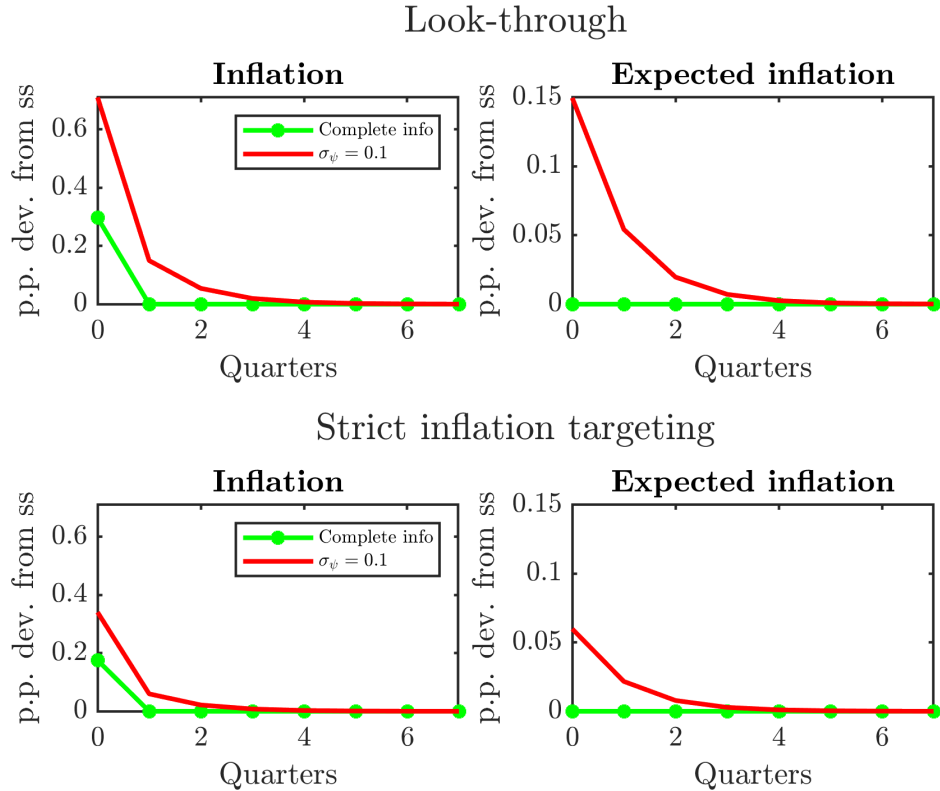 Look-through
Inflation
Expected inflation
p.p. dev. from ss
0.6
0.4
0.2
0
Complete info
σ_ψ = 0.1
0 2 4 6
Quarters
p.p. dev. from ss
0.15
0.1
0.05
0
0 2 4 6
Quarters
Strict inflation targeting
Inflation
Expected inflation
p.p. dev. from ss
0.6
0.4
0.2
0
Complete info
σ_ψ = 0.1
0 2 4 6
Quarters
p.p. dev. from ss
0.15
0.1
0.05
0
0 2 4 6
Quarters